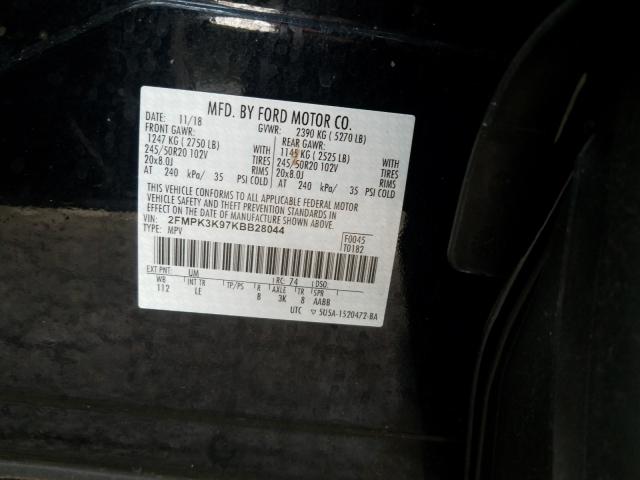 MFD. BY FORD MOTOR CO.
DATE: 11/18 GVWR: 2390 KG ( 5270 LB)
FRONT GAWR: REAR GAWR:
1247 KG ( 2750 LB) WITH 1145 KG ( 2525 LB) WITH
245/50R20 102V TIRES 245/50R20 102V TIRES
20x8.0J RIMS 20x8.0J RIMS
AT 240 kPa/ 35 PSI COLD AT 240 kPa/ 35 PSI COLD
THIS VEHICLE CONFORMS TO ALL APPLICABLE FEDERAL MOTOR
VEHICLE SAFETY AND THEFT PREVENTION STANDARDS IN
EFFECT ON THE DATE OF MANUFACTURE SHOWN ABOVE.
VIN: 2FMPK3K97KBB28044 F0045
TYPE: MPV T0182
EXT PNT: UM RC: 74 DSO:
WB INT TR TP/PS R AXLE TR SPR
112 LE B 3K 8 AABB
UTC ▽ 5U5A-1520472-BA